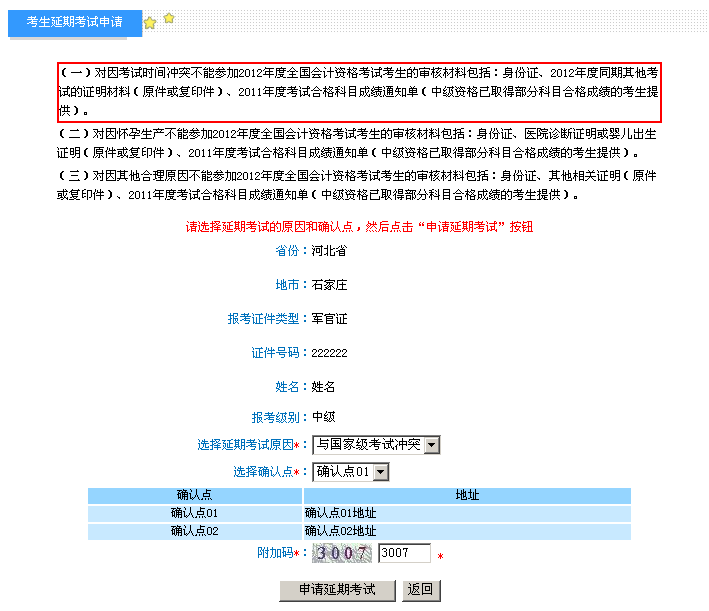 考生延期考试申请
（一）对因考试时间冲突不能参加2012年度全国会计资格考试考生的审核材料包括：身份证、2012年度同期其他考
试的证明材料（原件或复印件）、2011年度考试合格科目成绩通知单（中级资格已取得部分科目合格成绩的考生提
供）。
（二）对因怀孕生产不能参加2012年度全国会计资格考试考生的审核材料包括：身份证、医院诊断证明或婴儿出生
证明（原件或复印件）、2011年度考试合格科目成绩通知单（中级资格已取得部分科目合格成绩的考生提供）。
（三）对因其他合理原因不能参加2012年度全国会计资格考试考生的审核材料包括：身份证、其他相关证明（原件
或复印件）、2011年度考试合格科目成绩通知单（中级资格已取得部分科目合格成绩的考生提供）。
请选择延期考试的原因和确认点，然后点击“申请延期考试”按钮
省份：河北省
地市：石家庄
报考证件类型：军官证
证件号码：222222
姓名：姓名
报考级别：中级
选择延期考试原因*：与国家级考试冲突
选择确认点*：确认点01
确认点 地址
确认点01 确认点01地址
确认点02 确认点02地址
附加码*：3007 3007 *
申请延期考试 返回